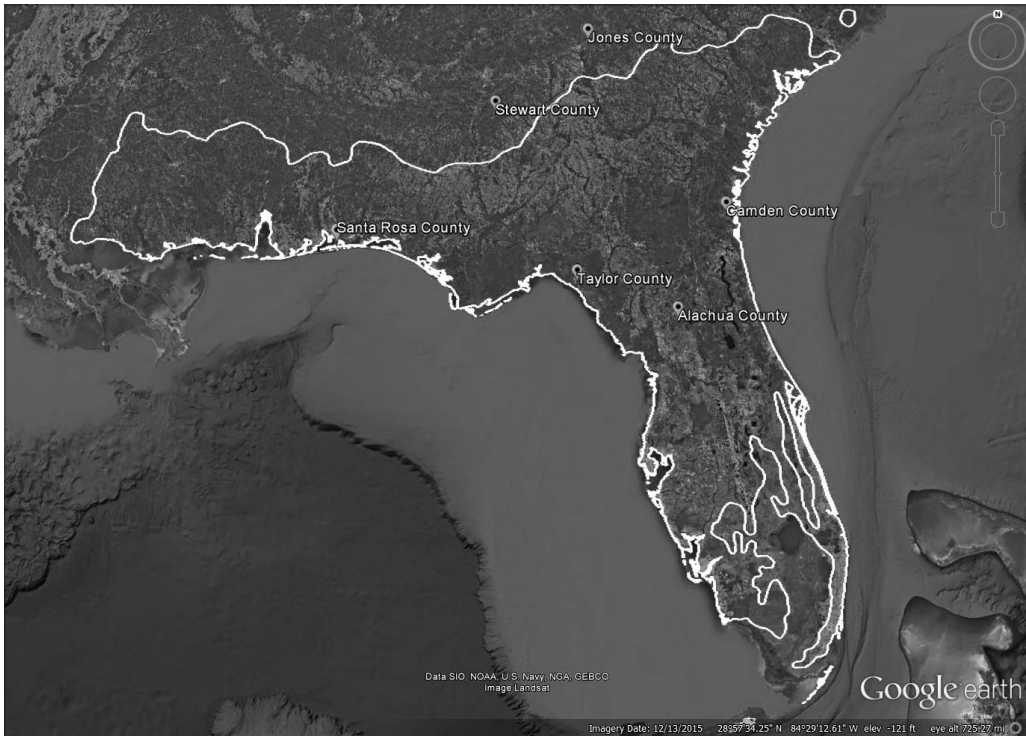 N
Jones County
Stewart County
Camden County
Santa Rosa County
Taylor County
Alachua County
Data SIO, NOAA, U.S. Navy, NGA, GEBCO
Image Landsat
Google earth
Imagery Date: 12/13/2015 28°57'34.25" N 84°29'12.61" W elev -121 ft eye alt 725.27 mi